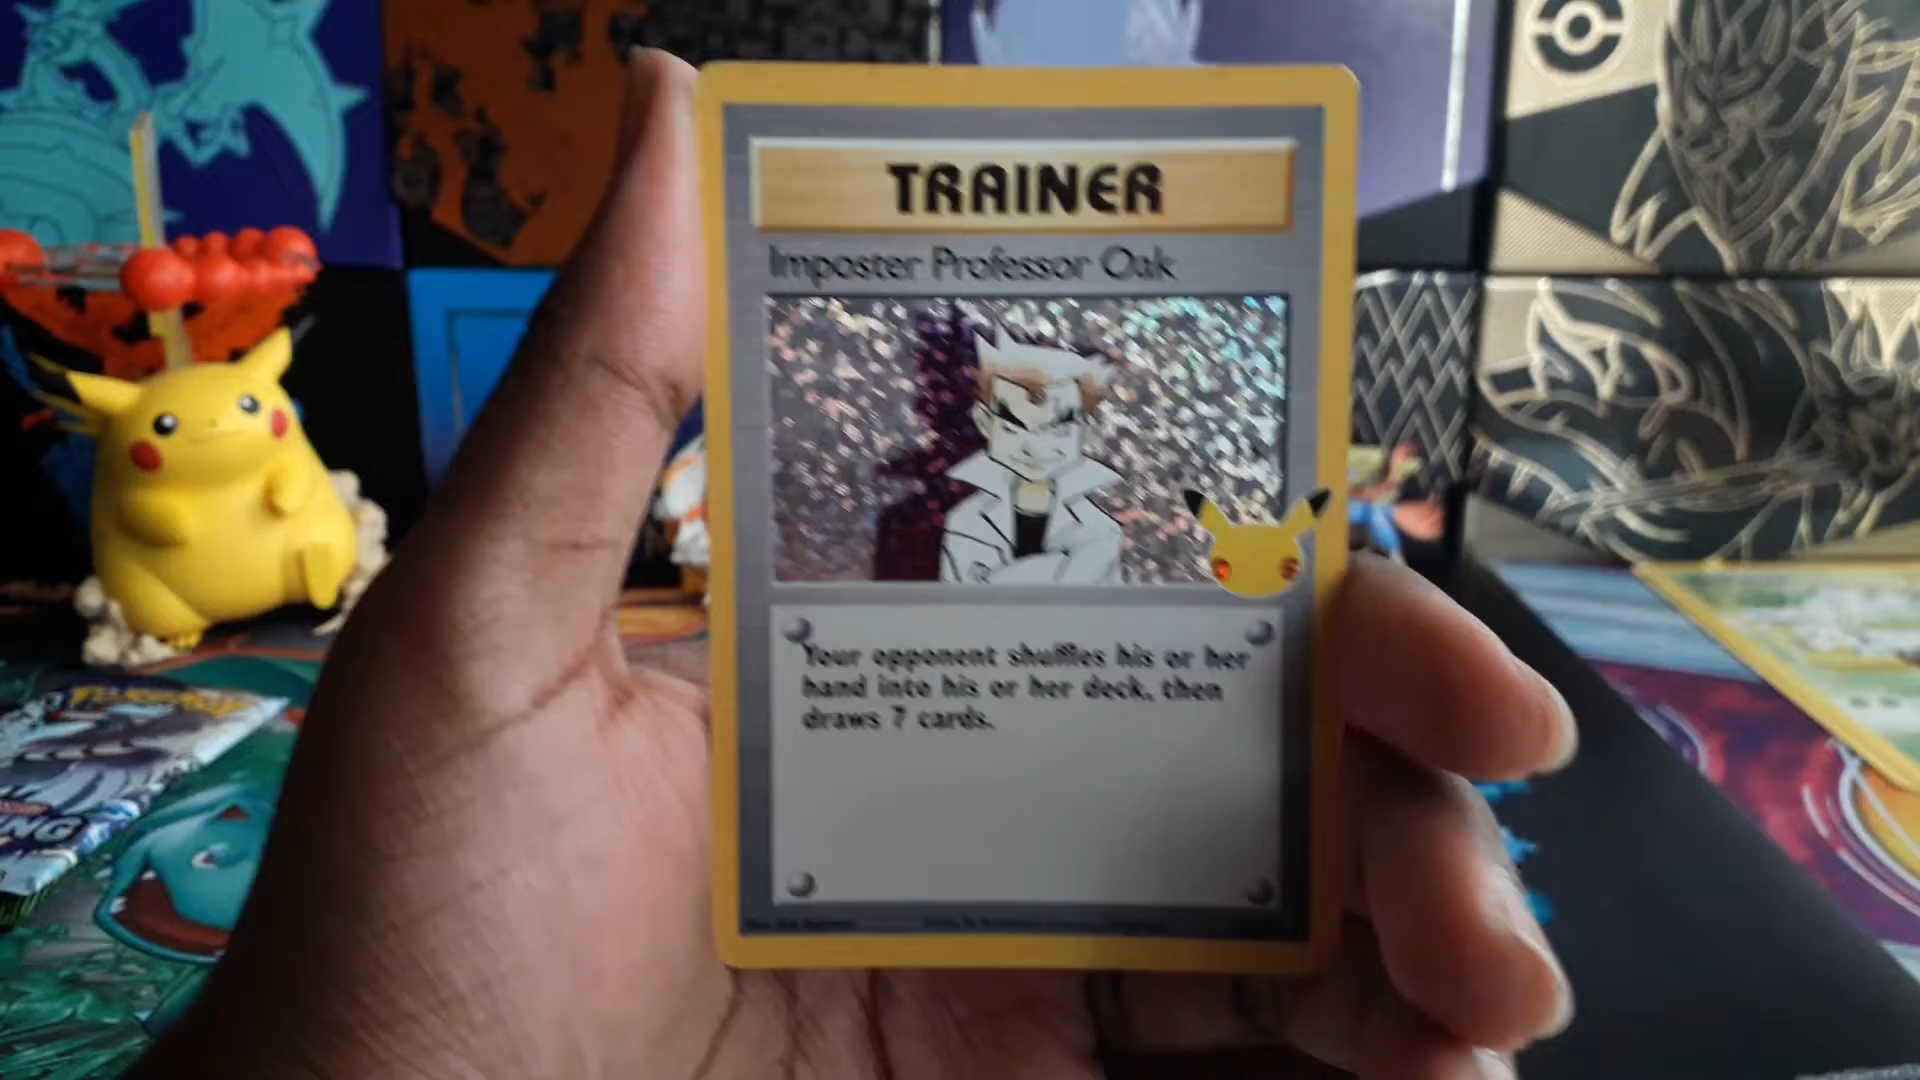 TRAINER
Imposter Professor Oak
Your opponent shuffles his or her
hand into his or her deck, then
draws 7 cards.